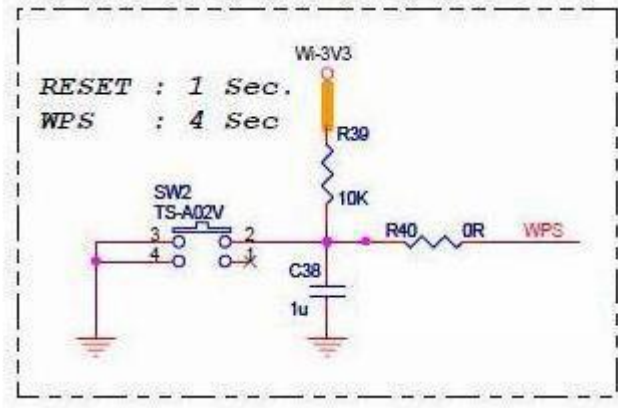 Wi-3V3
RESET : 1 Sec.
WPS : 4 Sec
R39
10K
SW2
TS-A02V
3 2
4 1
R40 0R WPS
C38
1u